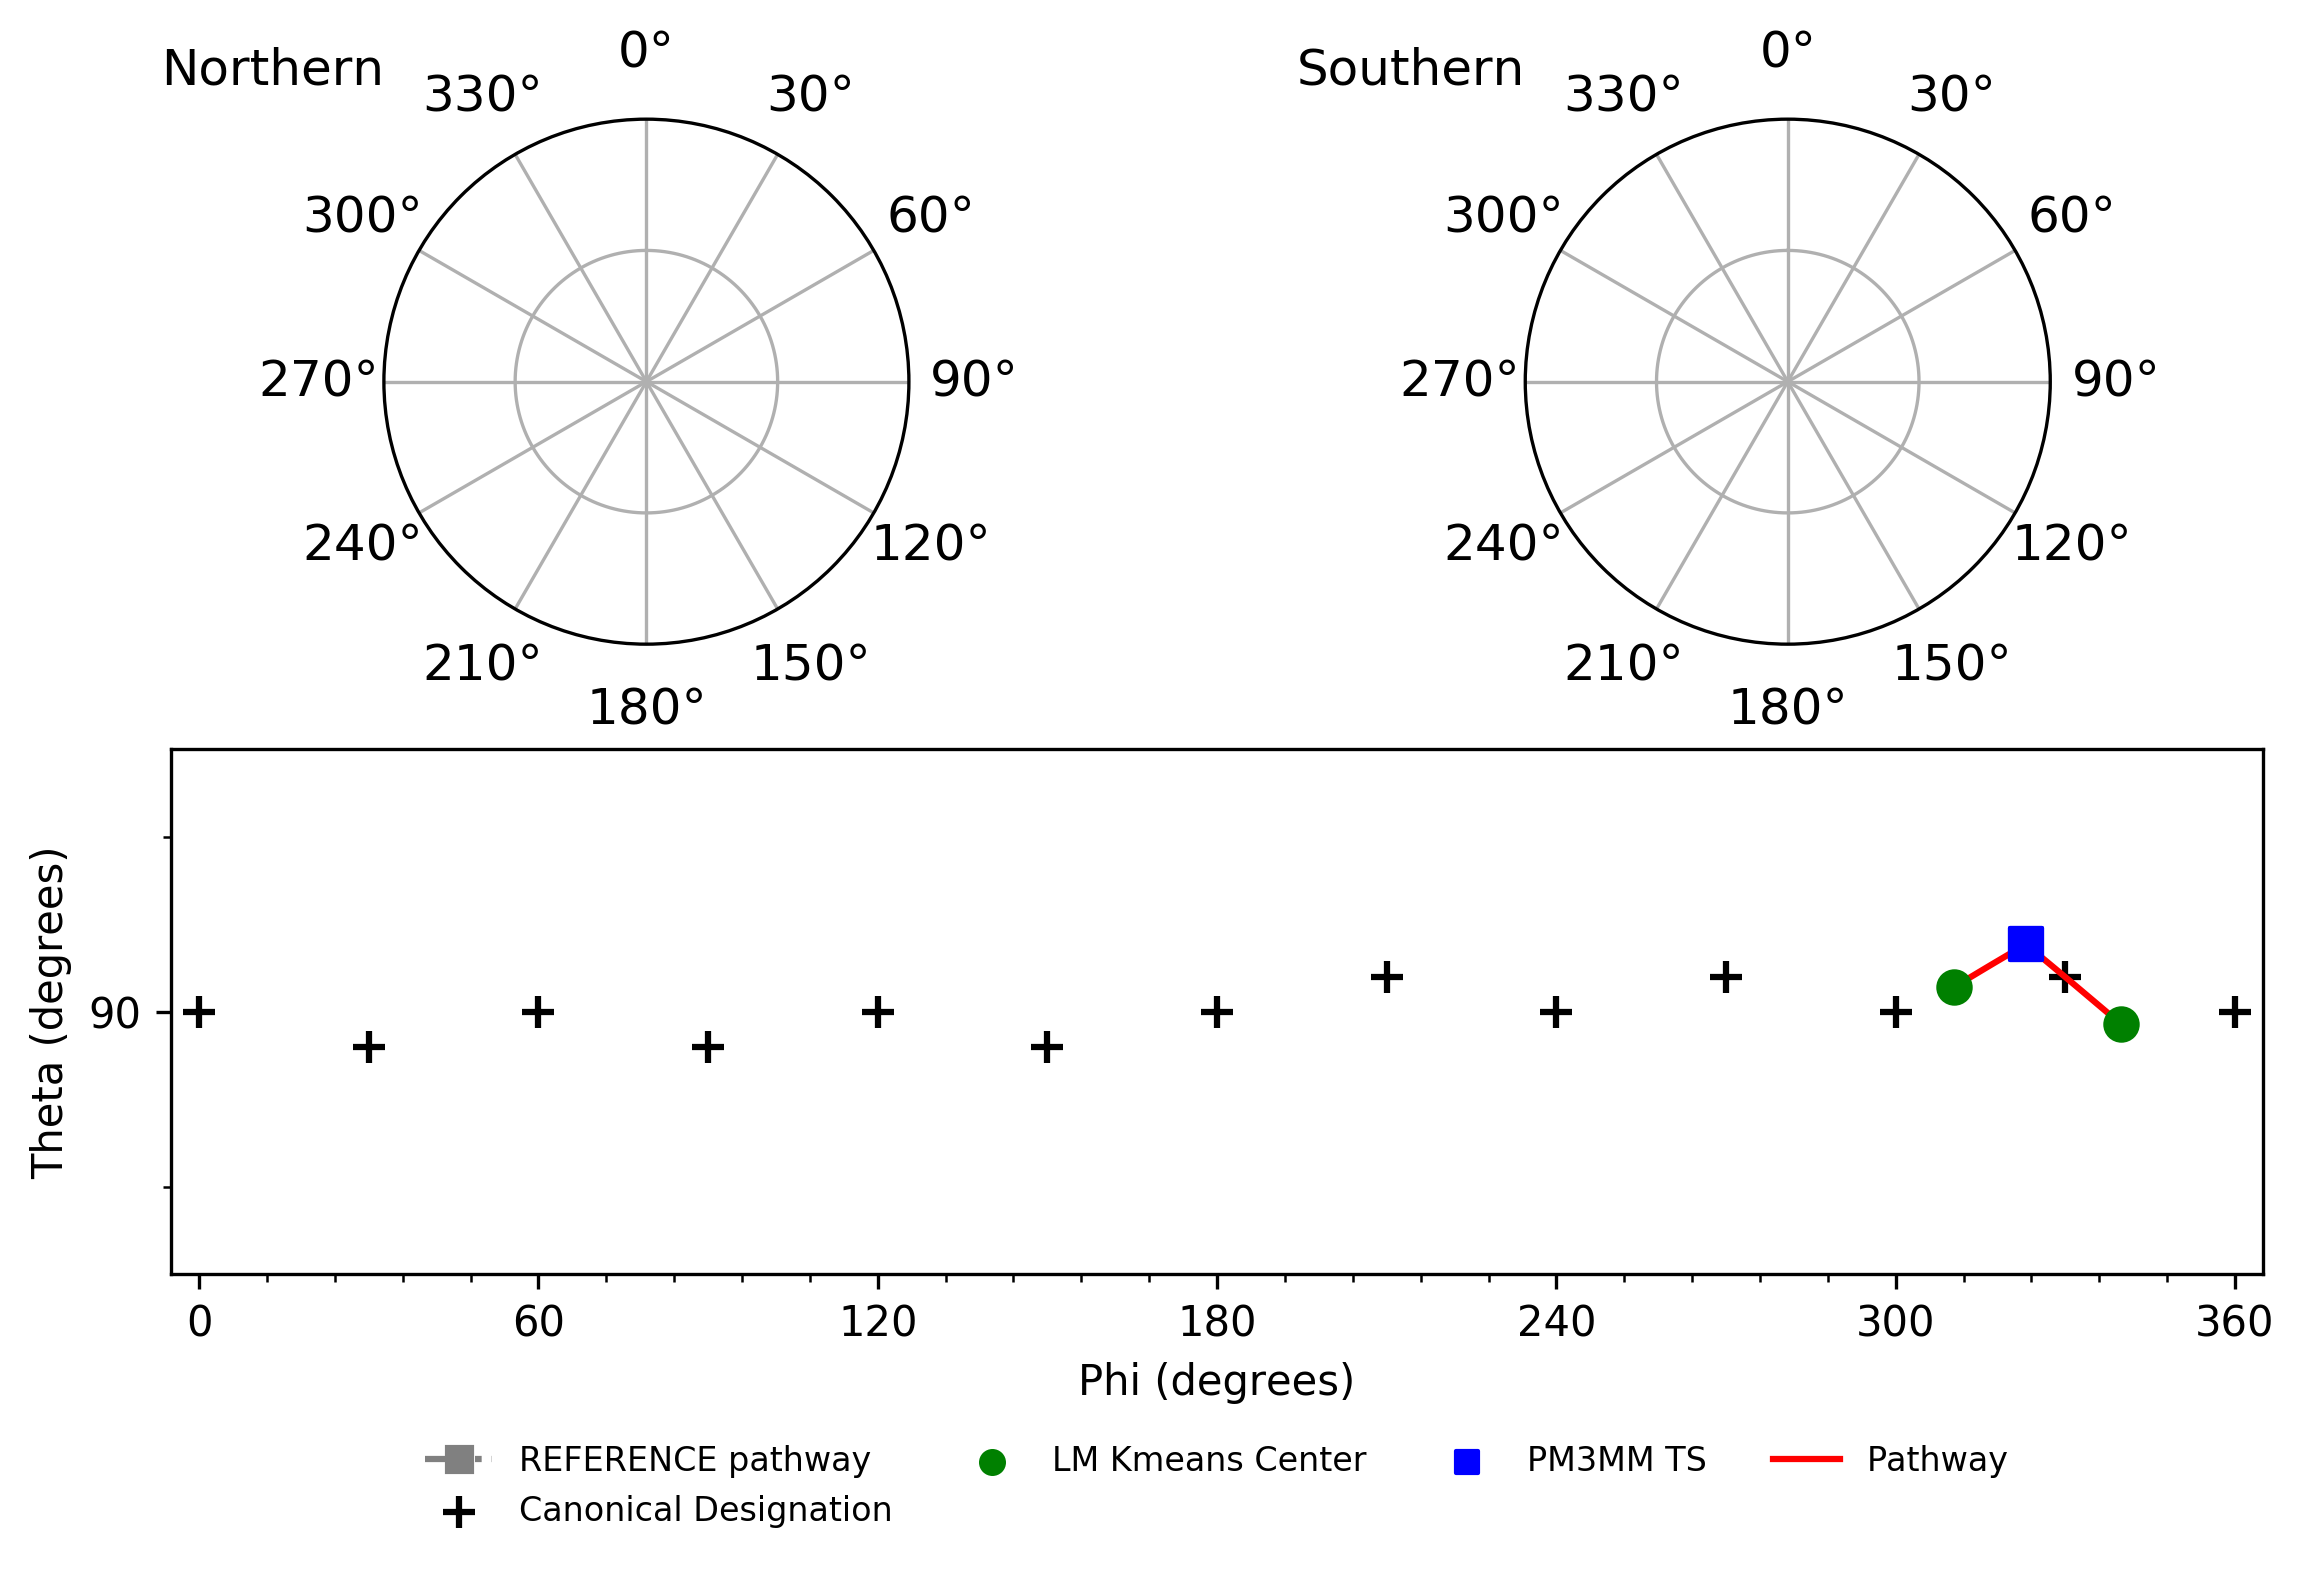 Northern
0°
330°
30°
300°
60°
270°
90°
240°
120°
210°
150°
180°
Southern
0°
330°
30°
300°
60°
270°
90°
240°
120°
210°
150°
180°
Theta (degrees)
90
0 60 120 180 240 300 360
Phi (degrees)
REFERENCE pathway
Canonical Designation
LM Kmeans Center
PM3MM TS
Pathway